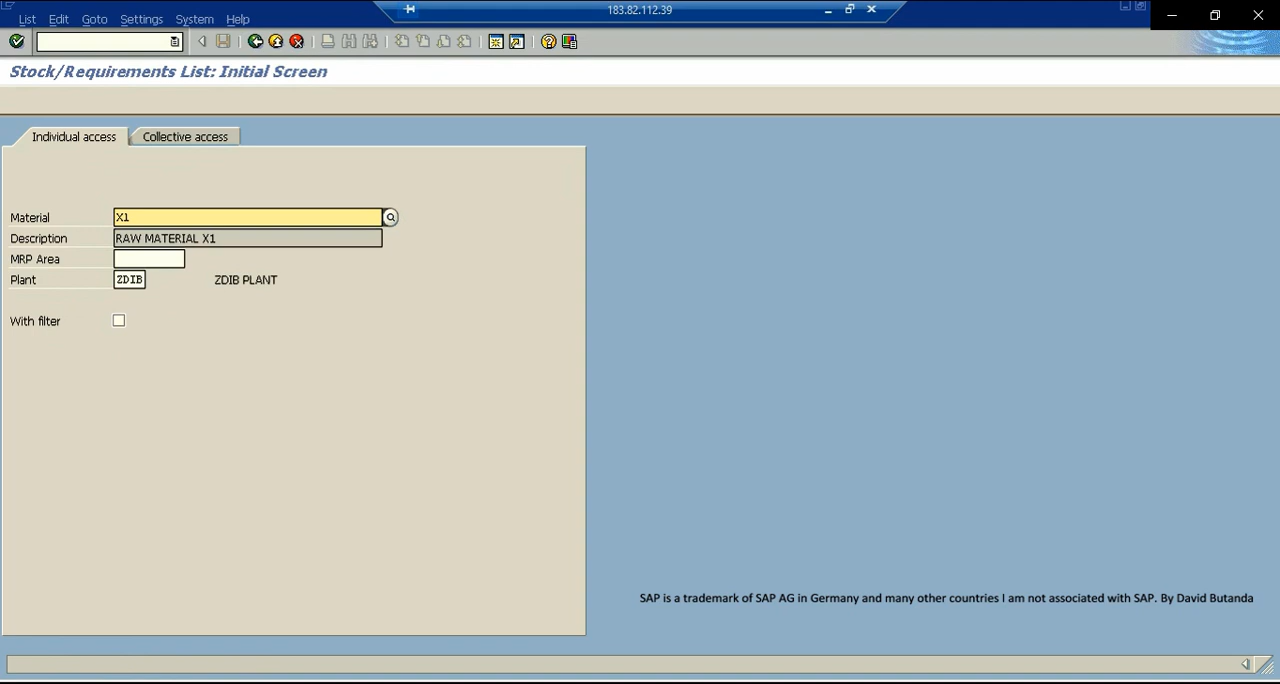 183.82.112.39
List Edit Goto Settings System Help
Stock/Requirements List: Initial Screen
Individual access Collective access
Material X1
Description RAW MATERIAL X1
MRP Area
Plant ZDIB ZDIB PLANT
With filter
SAP is a trademark of SAP AG in Germany and many other countries I am not associated with SAP. By David Butanda